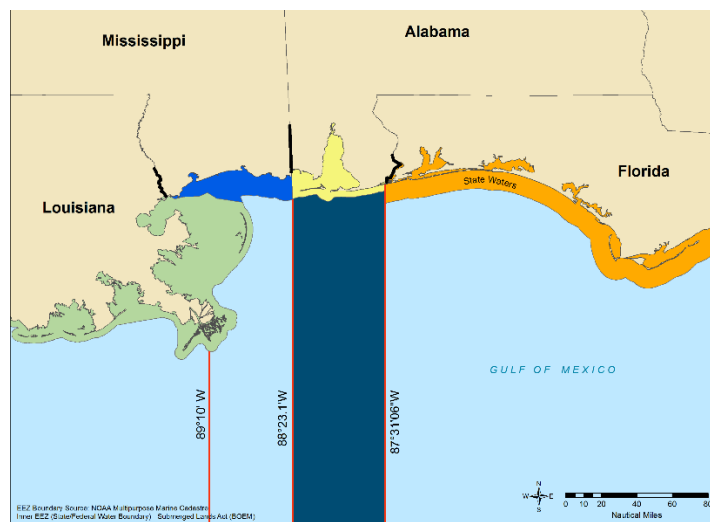 Mississippi
Alabama
Florida
State Waters
Louisiana
GULF OF MEXICO
89°10' W
88°23.1'W
87°31'06"W
N
W
E
S
0 5 10 20 40 60 80
Nautical Miles
EEZ Boundary Source: NOAA Multipurpose Marine Cadastre
Inner EEZ (State/Federal Water Boundary) Submerged Lands Act (BOEM)